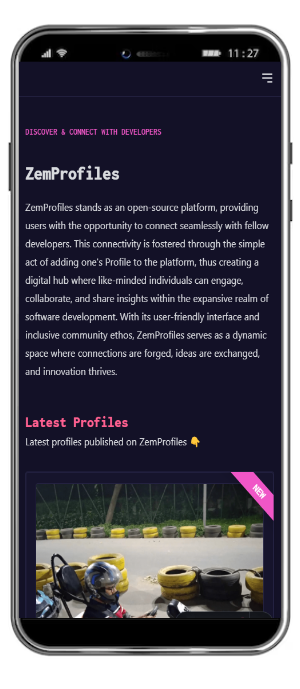 11:27
DISCOVER & CONNECT WITH DEVELOPERS
ZemProfiles
ZemProfiles stands as an open-source platform, providing
users with the opportunity to connect seamlessly with fellow
developers. This connectivity is fostered through the simple
act of adding one's Profile to the platform, thus creating a
digital hub where like-minded individuals can engage,
collaborate, and share insights within the expansive realm of
software development. With its user-friendly interface and
inclusive community ethos, ZemProfiles serves as a dynamic
space where connections are forged, ideas are exchanged,
and innovation thrives.
Latest Profiles
Latest profiles published on ZemProfiles 👇
NEW